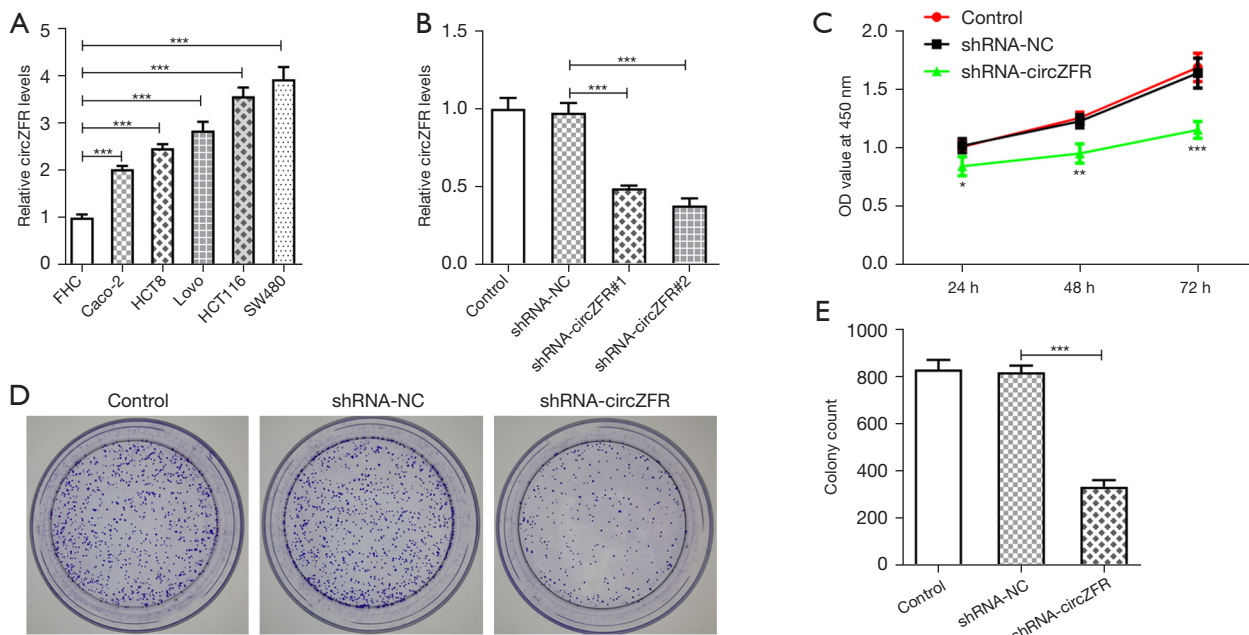 A
Relative circZFR levels
5
4
3
2
1
0
***
***
***
***
***
FHC
Caco-2
HCT8
Lovo
HCT116
SW480
B
Relative circZFR levels
1.5
1.0
0.5
0.0
***
***
Control
shRNA-NC
shRNA-circZFR#1
shRNA-circZFR#2
C
Control
shRNA-NC
shRNA-circZFR
OD value at 450 nm
2.0
1.5
1.0
1.5
0.0
*
**
***
24 h
48 h
72 h
D
Control
shRNA-NC
shRNA-circZFR
E
Colony count
1000
800
600
400
200
0
***
Control
shRNA-NC
shRNA-circZFR